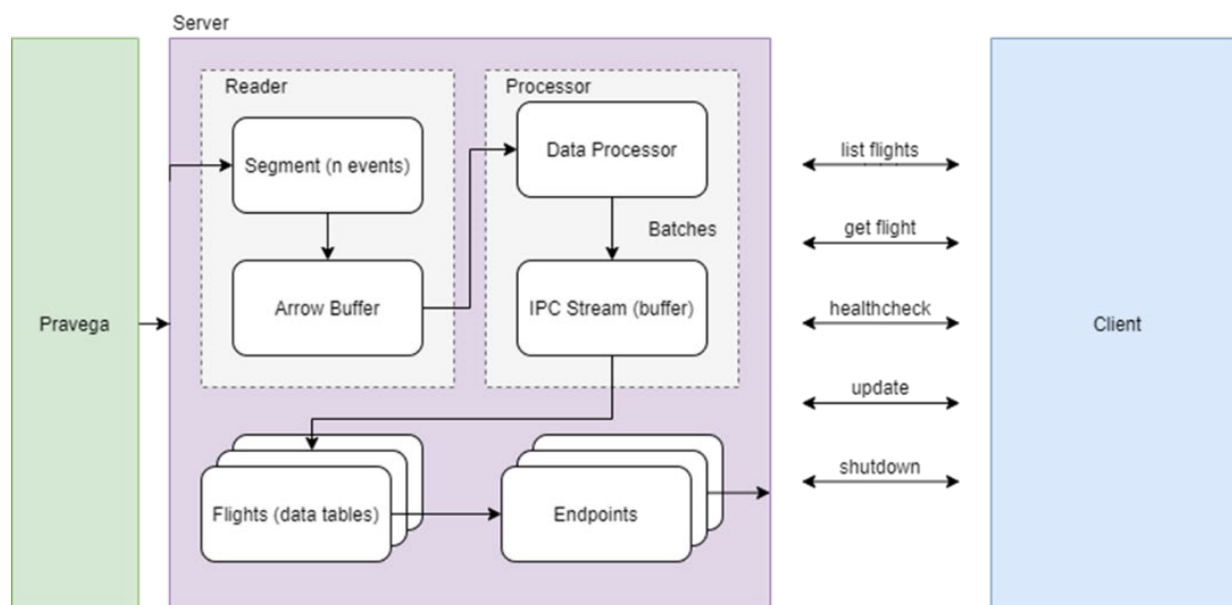 Server
Reader
Processor
Segment (n events)
Data Processor
Batches
Arrow Buffer
IPC Stream (buffer)
Flights (data tables)
Endpoints
Pravega
list flights
get flight
healthcheck
update
shutdown
Client